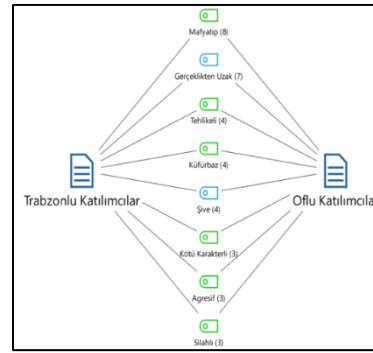 Mafyatip (8)
Gerçeklikten Uzak (7)
Tehlikeli (4)
Küfürbaz (4)
Trabzonlu Katılımcılar
Şive (4)
Oflu Katılımcıla
Kötü Karakterli (3)
Agresif (3)
Silahlı (3)